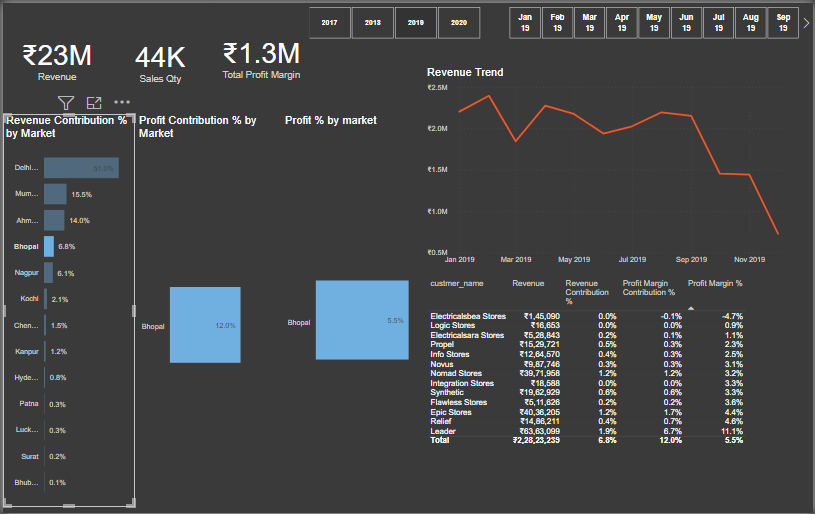 2017 2018 2019 2020
Jan 19 Feb 19 Mar 19 Apr 19 May 19 Jun 19 Jul 19 Aug 19 Sep 19
₹23M
Revenue
44K
Sales Qty
₹1.3M
Total Profit Margin
Revenue Contribution %
by Market
Delhi...
Mum... 15.5%
Ahm... 14.0%
Bhopal 6.8%
Nagpur 6.1%
Kochi 2.1%
Chen... 1.5%
Kanpur 1.2%
Hyde... 0.8%
Patna 0.3%
Luck... 0.3%
Surat 0.2%
Bhub... 0.1%
Profit Contribution % by
Market
Bhopal 12.0%
Profit % by market
Bhopal 5.5%
Revenue Trend
₹2.5M
₹2.0M
₹1.5M
₹1.0M
₹0.5M
Jan 2019 Mar 2019 May 2019 Jul 2019 Sep 2019 Nov 2019
custmer_name Revenue Revenue Contribution % Profit Margin Contribution % Profit Margin %
Electricalsbea Stores ₹1,45,090 0.0% -0.1% -4.7%
Logic Stores ₹16,653 0.0% 0.0% 0.9%
Electricalsara Stores ₹5,28,843 0.2% 0.1% 1.1%
Propel ₹15,29,721 0.5% 0.3% 2.3%
Info Stores ₹12,64,570 0.4% 0.3% 2.5%
Novus ₹9,87,746 0.3% 0.3% 3.1%
Nomad Stores ₹39,71,958 1.2% 1.2% 3.2%
Integration Stores ₹18,588 0.0% 0.0% 3.3%
Synthetic ₹19,62,929 0.6% 0.6% 3.3%
Flawless Stores ₹5,11,626 0.2% 0.2% 3.6%
Epic Stores ₹40,36,205 1.2% 1.7% 4.4%
Relief ₹14,86,211 0.4% 0.7% 4.6%
Leader ₹63,63,099 1.9% 6.7% 11.1%
Total ₹2,28,23,239 6.8% 12.0% 5.5%